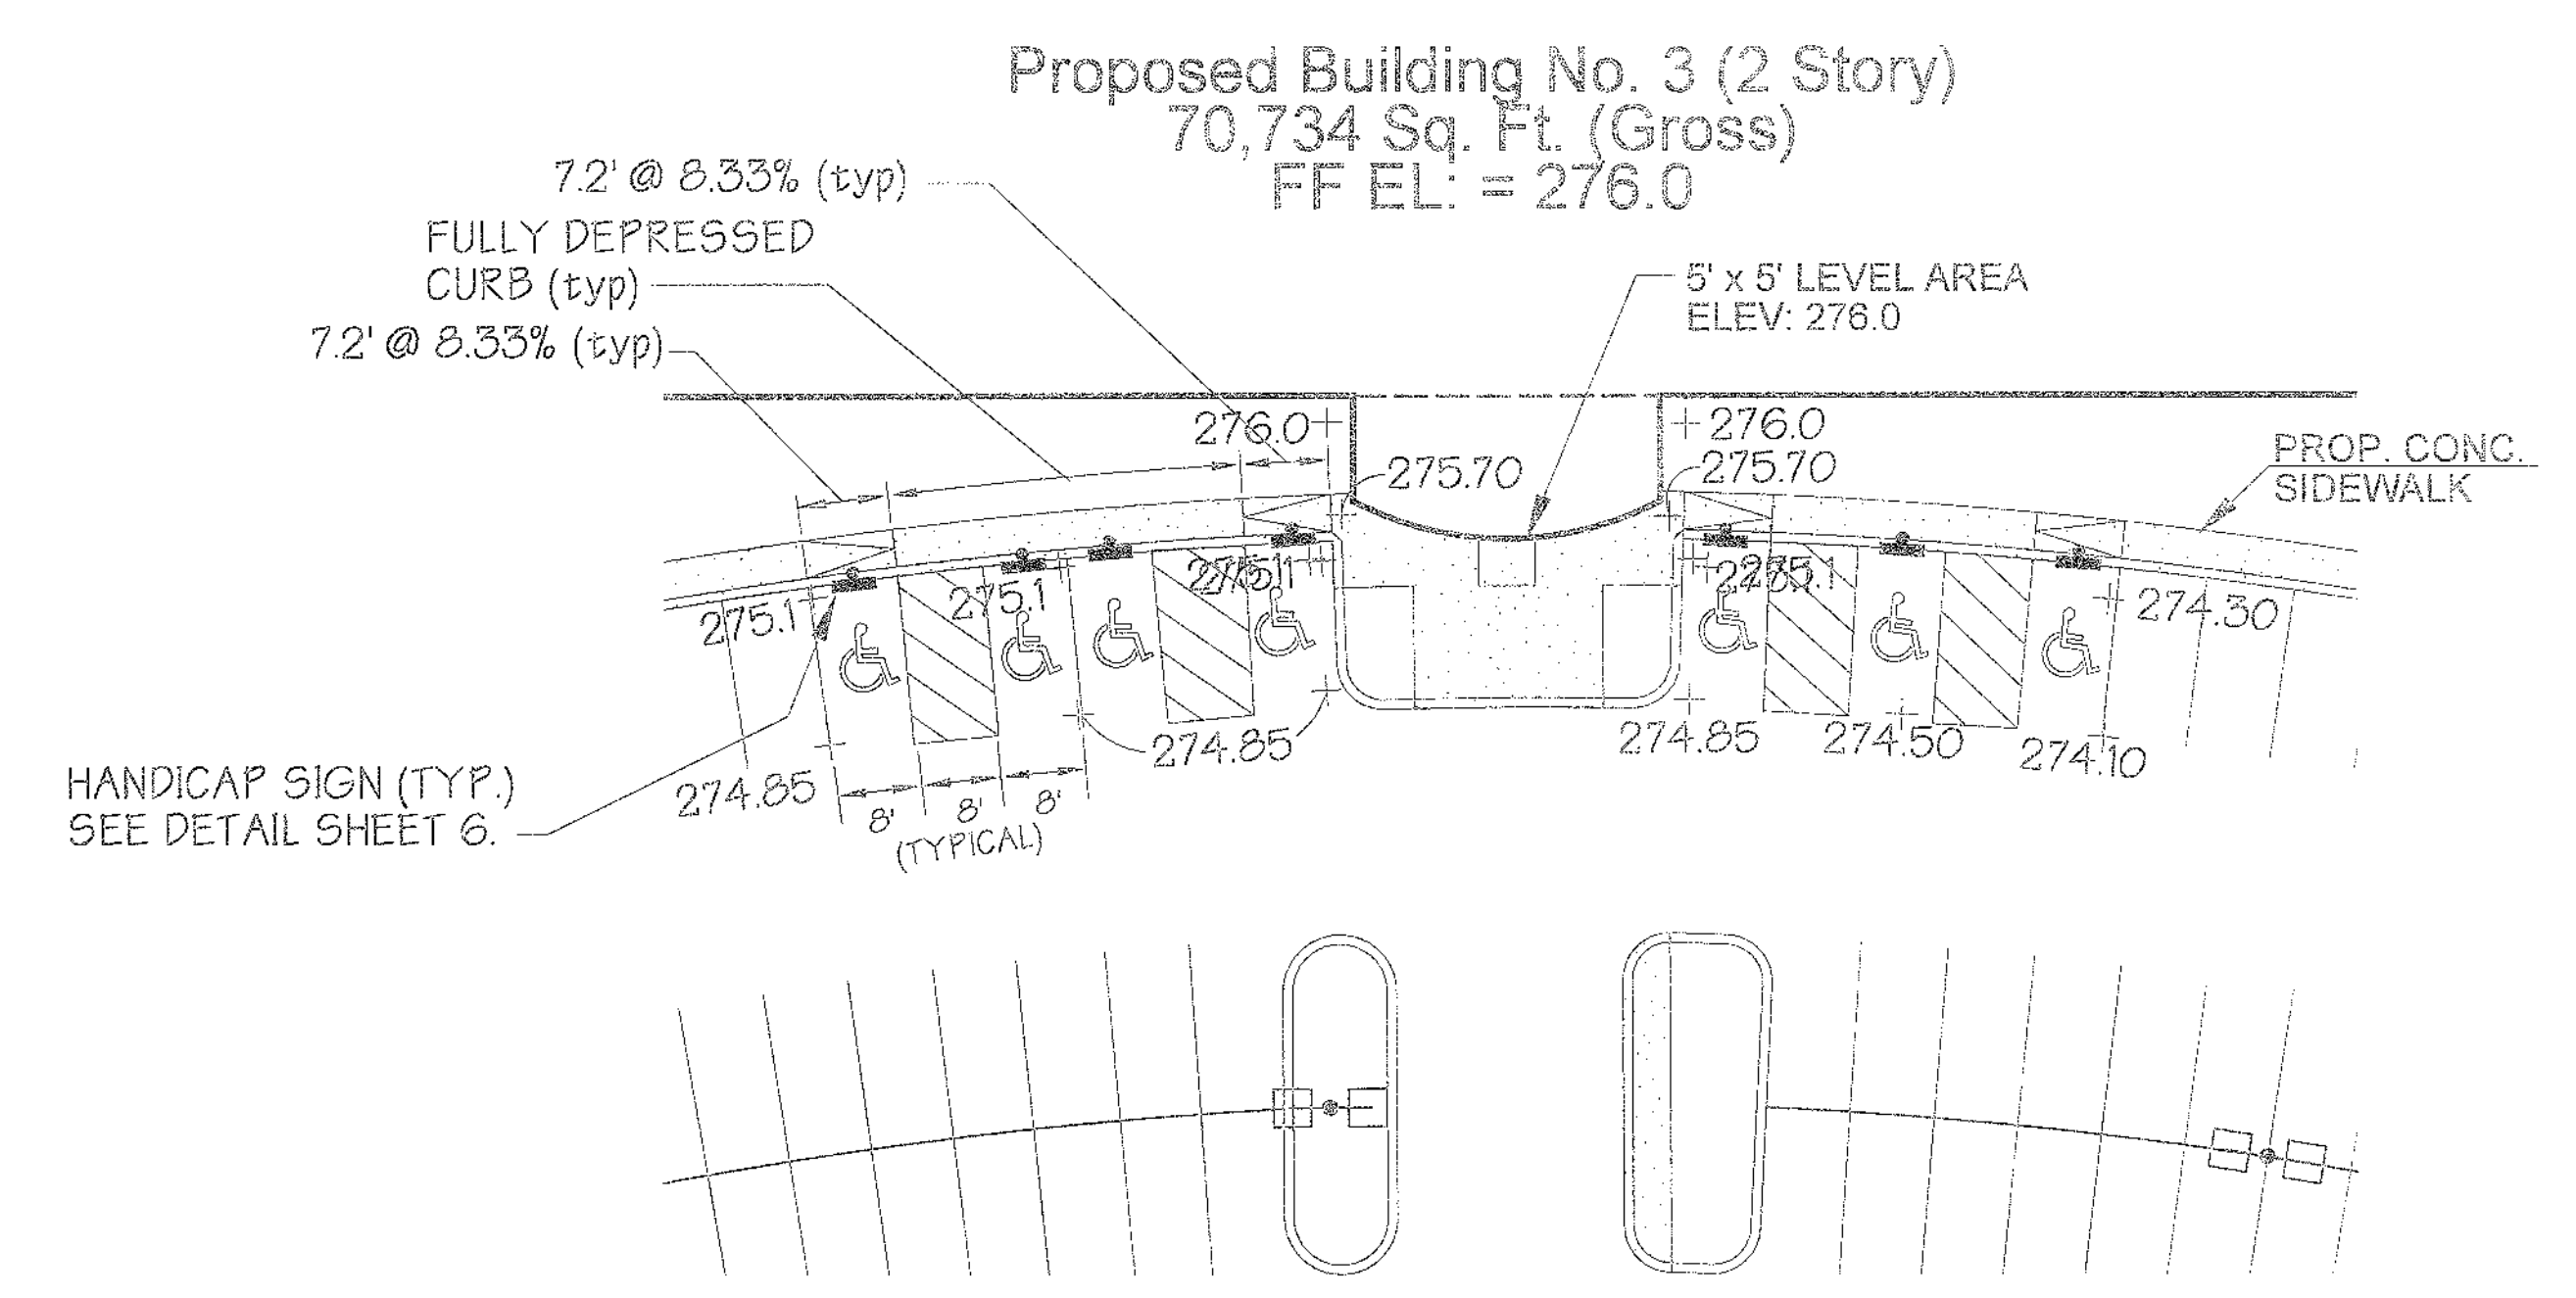 Proposed Building No. 3 (2 Story)
70,734 Sq. Ft. (Gross)
FF EL: = 276.0
7.2' @ 8.33% (typ)
FULLY DEPRESSED
CURB (typ)
7.2' @ 8.33% (typ)
5' x 5' LEVEL AREA
ELEV: 276.0
276.0
276.0
275.70
275.70
PROP. CONC.
SIDEWALK
275.1
275.1
274.30
274.85
274.85
274.85
274.50
274.10
8'
8'
8'
(TYPICAL)
HANDICAP SIGN (TYP.)
SEE DETAIL SHEET 6.